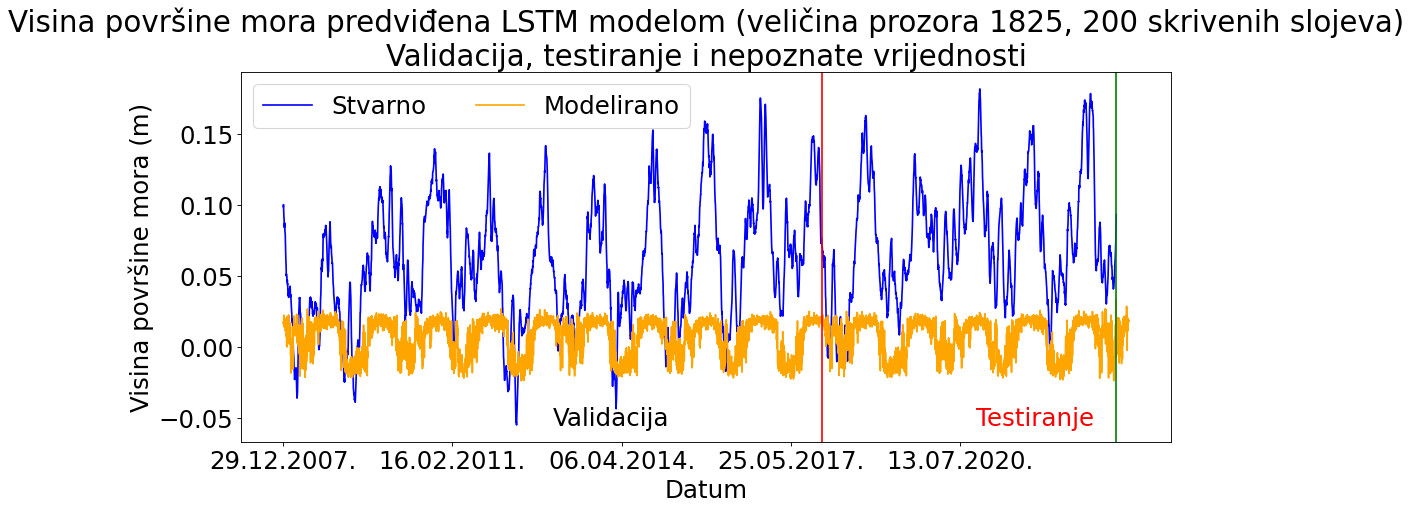 Visina površine mora predviđena LSTM modelom (veličina prozora 1825, 200 skrivenih slojeva)
Validacija, testiranje i nepoznate vrijednosti
Stvarno Modelirano
Visina površine mora (m)
0.15
0.10
0.05
0.00
−0.05
Validacija Testiranje
29.12.2007. 16.02.2011. 06.04.2014. 25.05.2017. 13.07.2020.
Datum